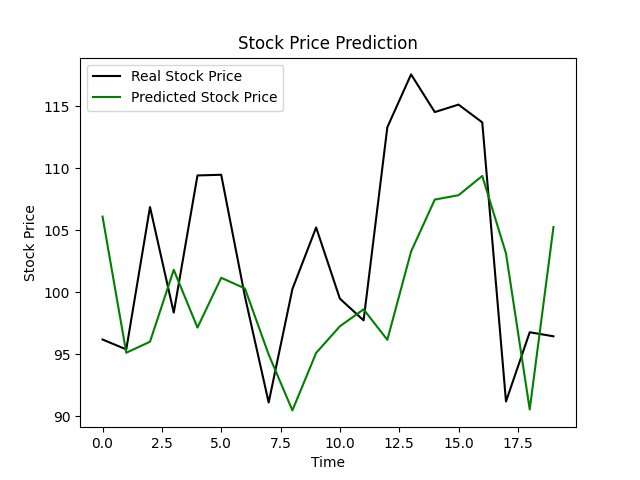 Stock Price Prediction
Real Stock Price
Predicted Stock Price
Stock Price
115
110
105
100
95
90
0.0 2.5 5.0 7.5 10.0 12.5 15.0 17.5
Time